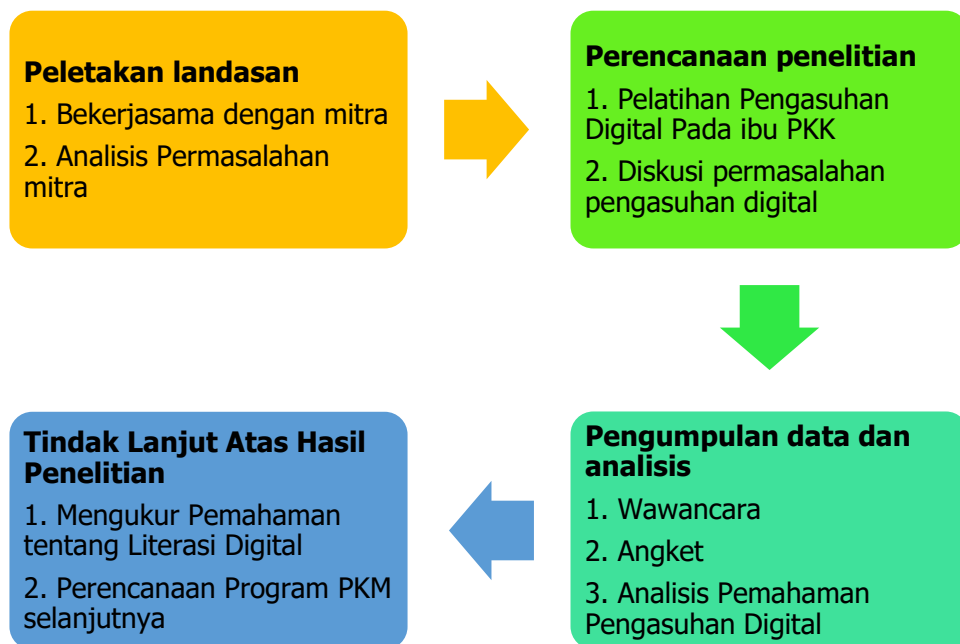 Peletakan landasan
1. Bekerjasama dengan mitra
2. Analisis Permasalahan
mitra
Perencanaan penelitian
1. Pelatihan Pengasuhan
Digital Pada ibu PKK
2. Diskusi permasalahan
pengasuhan digital
Pengumpulan data dan
analisis
1. Wawancara
2. Angket
3. Analisis Pemahaman
Pengasuhan Digital
Tindak Lanjut Atas Hasil
Penelitian
1. Mengukur Pemahaman
tentang Literasi Digital
2. Perencanaan Program PKM
selanjutnya